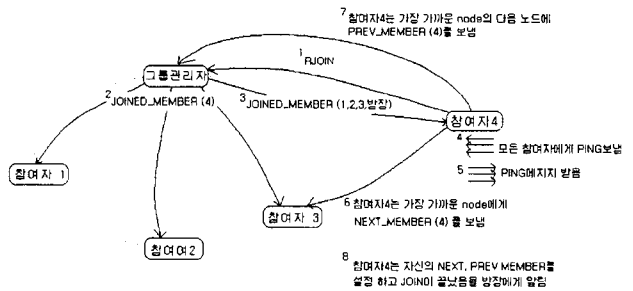 7 참여자4는 가장 가까운 node의 다음 노드에
PREV_MEMBER (4)를 보냄
1 RJOIN
그룹관리자
2 JOINED_MEMBER (4)
3 JOINED_MEMBER (1,2,3,방장)
참여자4
4 모든 참여자에게 PING보냄
5 PING메지지 받음
참여자 1
참여자 3
참여여2
6 참여자4는 가장 가까운 node에게
NEXT_MEMBER (4) 를 보냄
8 참여자4는 자신의 NEXT, PREV MEMBER를
설정 하고 JOIN이 끝났음을 방장에게 알림